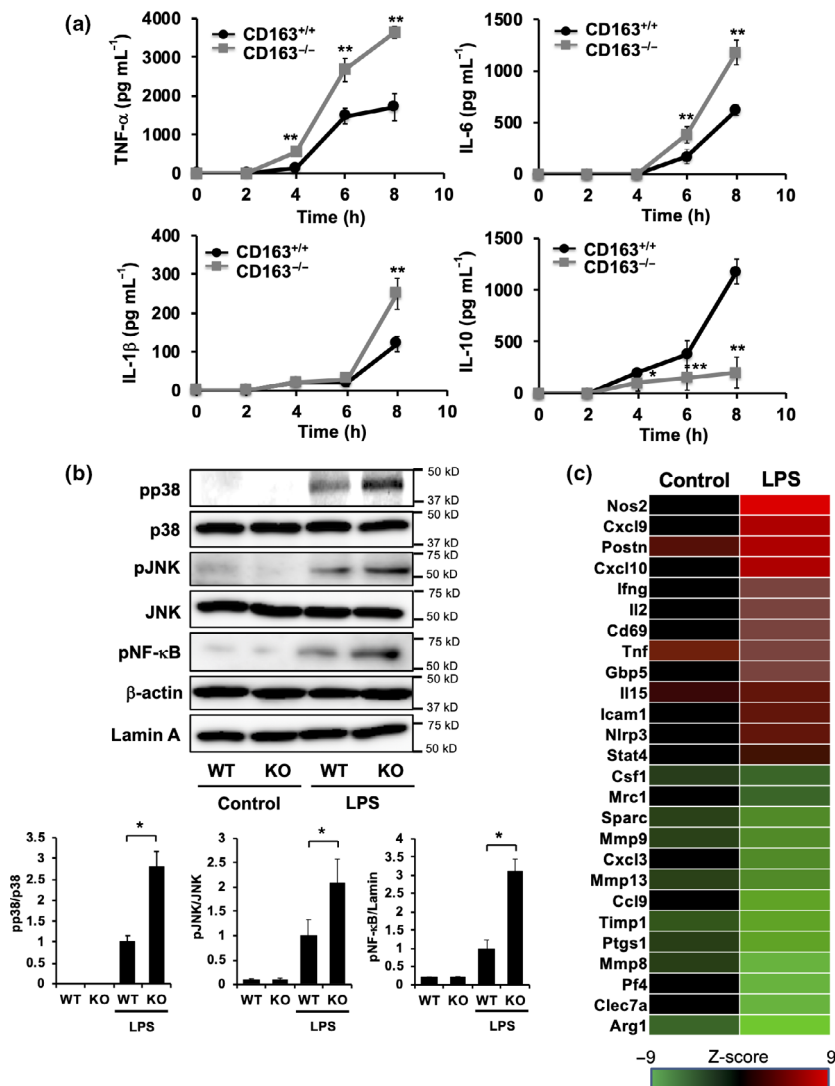 (a)
TNF-α (pg mL⁻¹)
4000
3000
2000
1000
0
CD163+/+
CD163−/−
**
**
**
0 2 4 6 8 10
Time (h)
IL-6 (pg mL⁻¹)
1500
1000
500
0
CD163+/+
CD163−/−
**
**
0 2 4 6 8 10
Time (h)
IL-1β (pg mL⁻¹)
400
300
200
100
0
CD163+/+
CD163−/−
**
0 2 4 6 8 10
Time (h)
IL-10 (pg mL⁻¹)
1500
1000
500
0
CD163+/+
CD163−/−
*
**
**
0 2 4 6 8 10
Time (h)
(b)
pp38
50 kD
37 kD
p38
50 kD
37 kD
pJNK
75 kD
50 kD
JNK
75 kD
50 kD
pNF-κB
75 kD
50 kD
β-actin
50 kD
37 kD
Lamin A
75 kD
50 kD
WT KO WT KO
Control LPS
pp38/p38
3.5
3
2.5
2
1.5
1
0.5
0
*
WT KO WT KO
LPS
pJNK/JNK
3
2.5
2
1.5
1
0.5
0
*
WT KO WT KO
LPS
pNF-κB/Lamin
4
3.5
3
2.5
2
1.5
1
0.5
0
*
WT KO WT KO
LPS
(c)
Control LPS
Nos2
Cxcl9
Postn
Cxcl10
Ifng
Il2
Cd69
Tnf
Gbp5
Il15
Icam1
Nlrp3
Stat4
Csf1
Mrc1
Sparc
Mmp9
Cxcl3
Mmp13
Ccl9
Timp1
Ptgs1
Mmp8
Pf4
Clec7a
Arg1
−9 Z-score 9